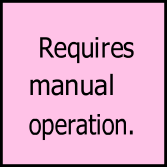 Requires
manual
operation.